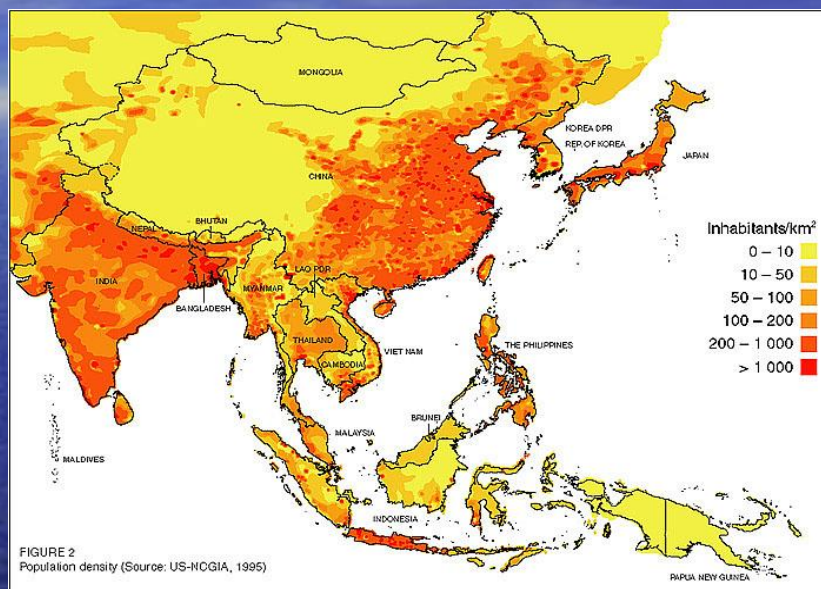 MONGOLIA
KOREA DPR
REP. OF KOREA
JAPAN
CHINA
NEPAL
BHUTAN
INDIA
BANGLADESH
MYANMAR
LAO PDR
THAILAND
VIET NAM
CAMBODIA
THE PHILIPPINES
MALDIVES
MALAYSIA
BRUNEI
INDONESIA
PAPUA NEW GUINEA
Inhabitants/km²
0 – 10
10 – 50
50 – 100
100 – 200
200 – 1 000
> 1 000
FIGURE 2
Population density (Source: US-NCGIA, 1995)